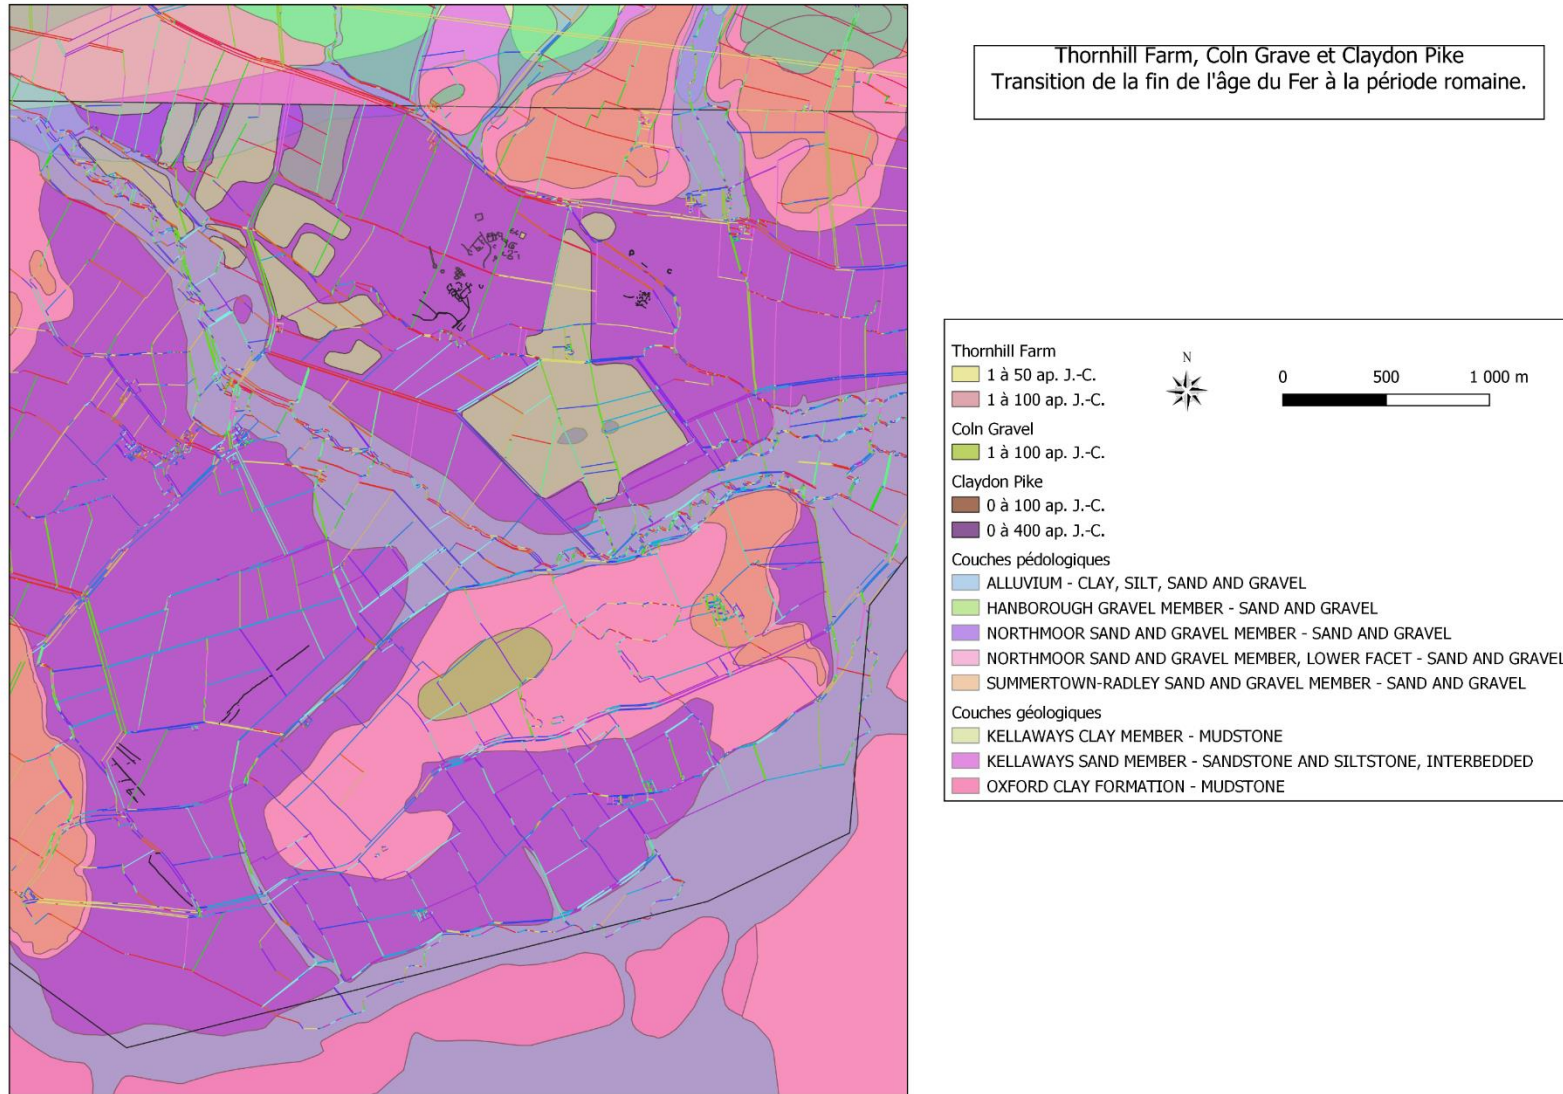 Thornhill Farm, Coln Grave et Claydon Pike
Transition de la fin de l'âge du Fer à la période romaine.
Thornhill Farm
1 à 50 ap. J.-C.
1 à 100 ap. J.-C.
Coln Gravel
1 à 100 ap. J.-C.
Claydon Pike
0 à 100 ap. J.-C.
0 à 400 ap. J.-C.
Couches pédologiques
ALLUVIUM - CLAY, SILT, SAND AND GRAVEL
HANBOROUGH GRAVEL MEMBER - SAND AND GRAVEL
NORTHMOOR SAND AND GRAVEL MEMBER - SAND AND GRAVEL
NORTHMOOR SAND AND GRAVEL MEMBER, LOWER FACET - SAND AND GRAVEL
SUMMERTOWN-RADLEY SAND AND GRAVEL MEMBER - SAND AND GRAVEL
Couches géologiques
KELLAWAYS CLAY MEMBER - MUDSTONE
KELLAWAYS SAND MEMBER - SANDSTONE AND SILTSTONE, INTERBEDDED
OXFORD CLAY FORMATION - MUDSTONE
N
0 500 1 000 m